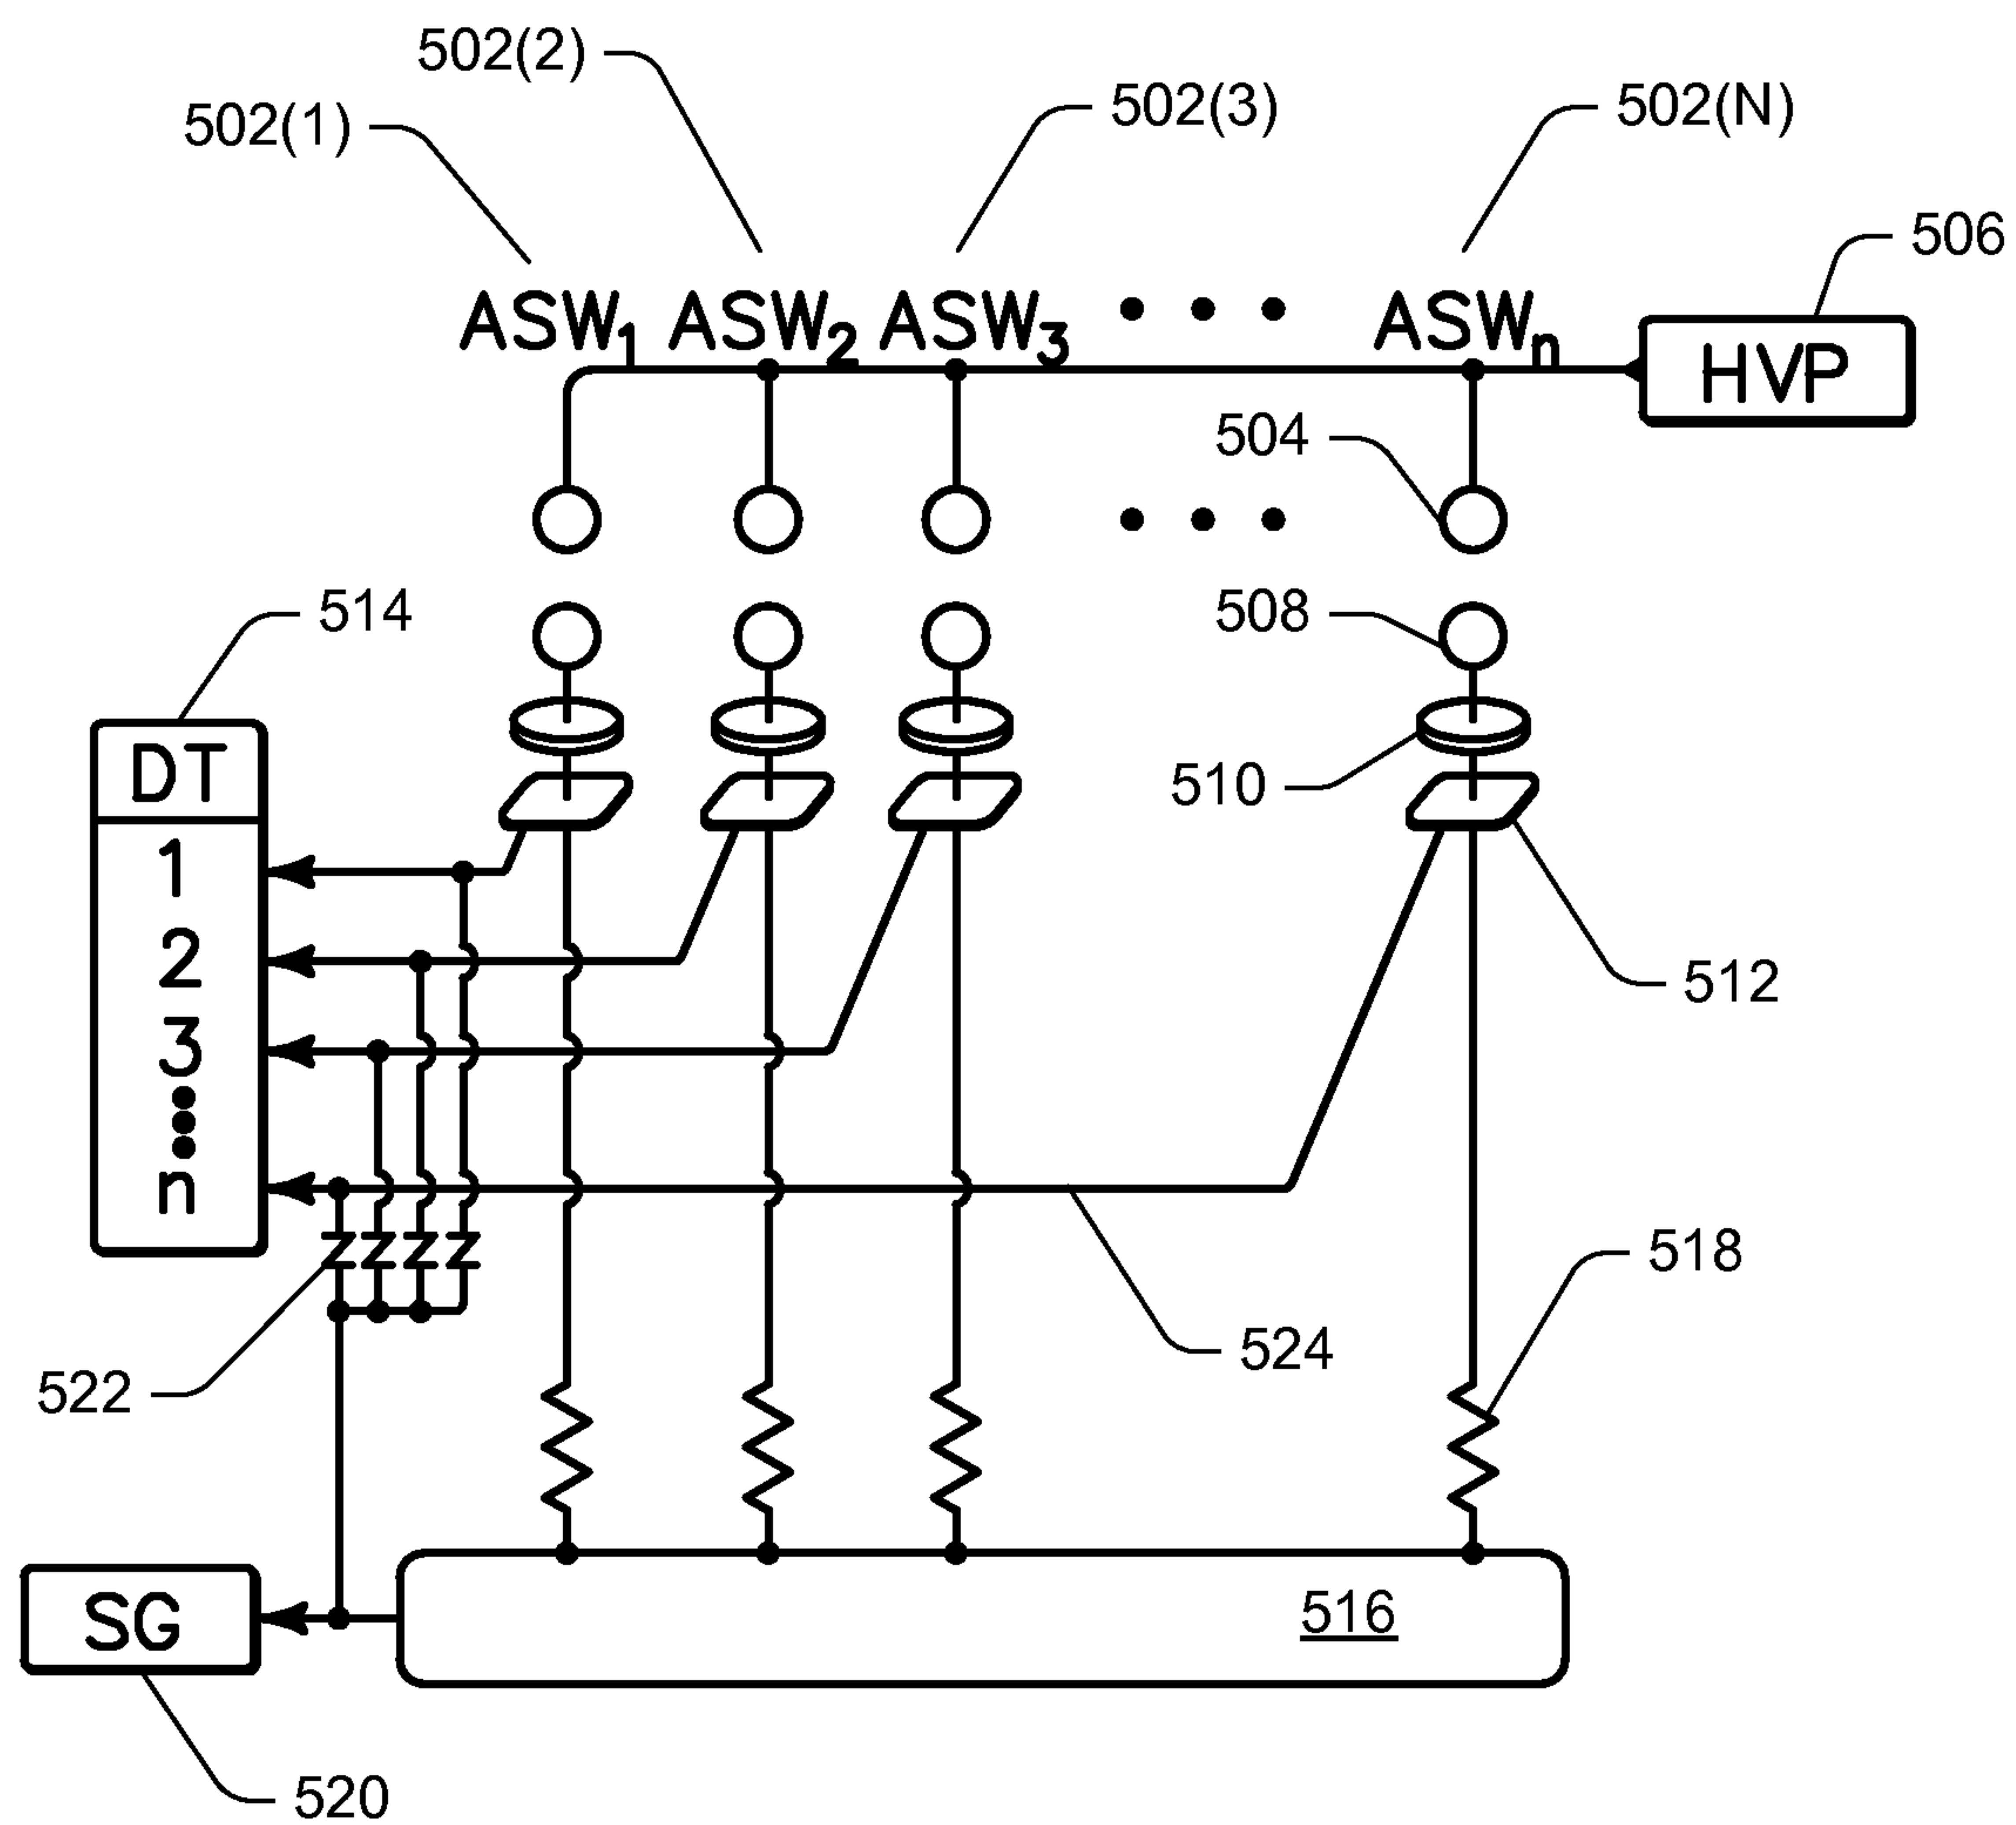 502(2)
502(1)
502(3)
502(N)
506
ASW1 ASW2 ASW3 • • • ASWn
HVP
504
• • •
514
508
510
DT
1
2
3
n
512
518
524
522
516
SG
520